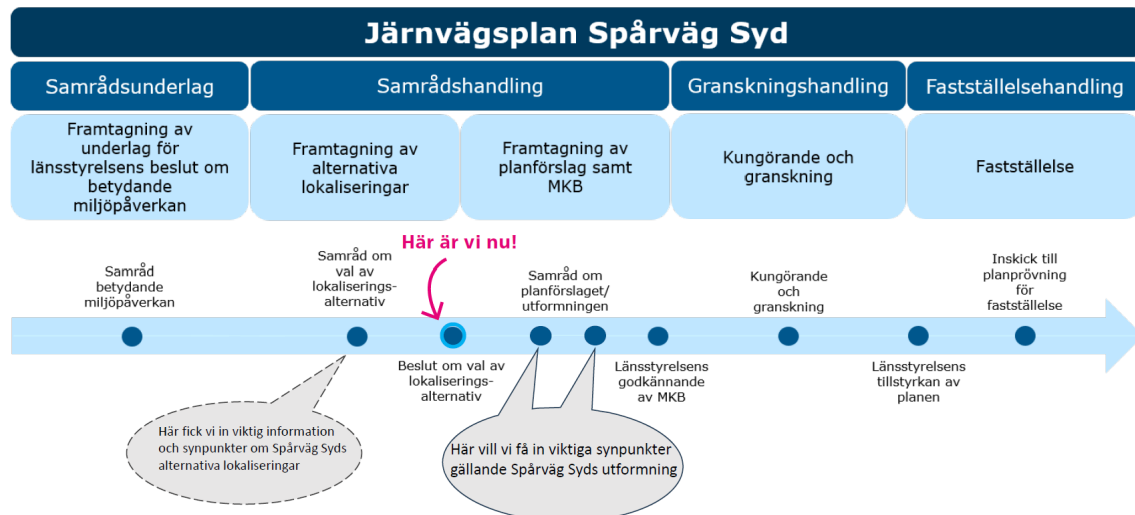 Järnvägsplan Spårväg Syd
Samrådsunderlag
Samrådshandling
Granskningshandling
Fastställelsehandling
Framtagning av
underlag för
länsstyrelsens beslut om
betydande
miljöpåverkan
Framtagning av
alternativa
lokaliseringar
Framtagning av
planförslag samt
MKB
Kungörande och
granskning
Fastställelse
Här är vi nu!
Samråd
betydande
miljöpåverkan
Samråd om
val av
lokaliserings-
alternativ
Samråd om
planförslaget/
utformningen
Kungörande
och
granskning
Inskick till
planprövning
för
fastställelse
Beslut om val av
lokaliserings-
alternativ
Länsstyrelsens
godkännande
av MKB
Länsstyrelsens
tillstyrkan av
planen
Här fick vi in viktig information
och synpunkter om Spårväg Syds
alternativa lokaliseringar
Här vill vi få in viktiga synpunkter
gällande Spårväg Syds utformning